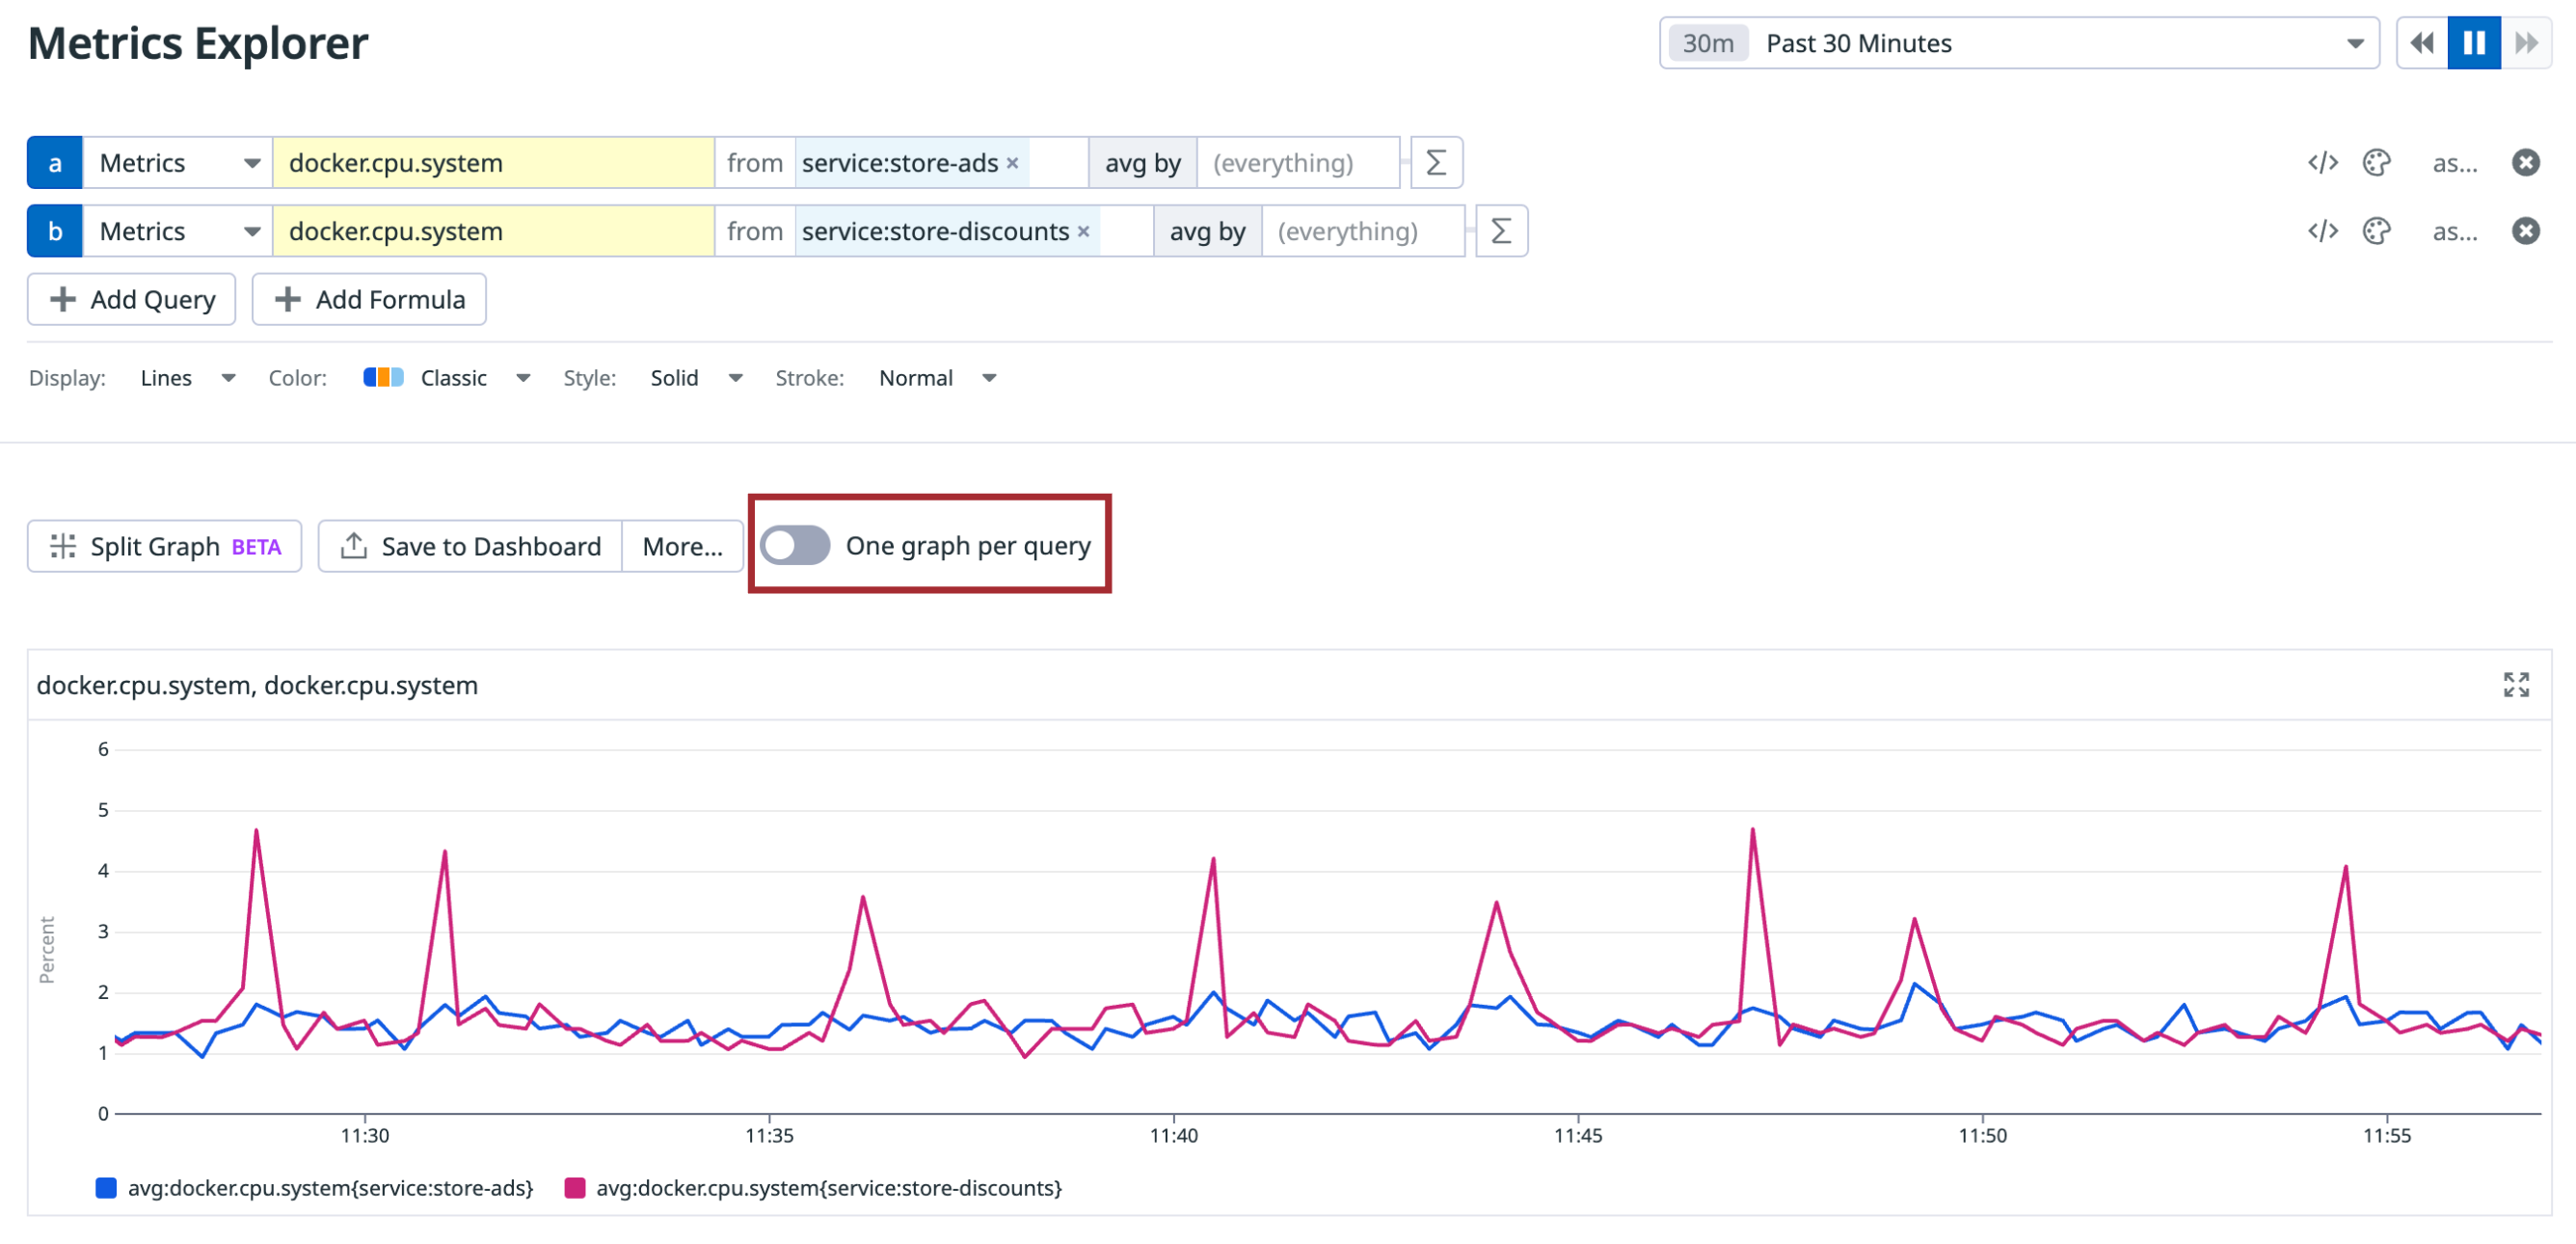 Metrics Explorer
30m Past 30 Minutes
a Metrics docker.cpu.system from service:store-ads × avg by (everything) Σ </> as...
b Metrics docker.cpu.system from service:store-discounts × avg by (everything) Σ </> as...
+ Add Query + Add Formula
Display: Lines Color: Classic Style: Solid Stroke: Normal
Split Graph BETA Save to Dashboard More... One graph per query
docker.cpu.system, docker.cpu.system
6
5
4
3
2
1
0
Percent
11:30 11:35 11:40 11:45 11:50 11:55
avg:docker.cpu.system{service:store-ads} avg:docker.cpu.system{service:store-discounts}